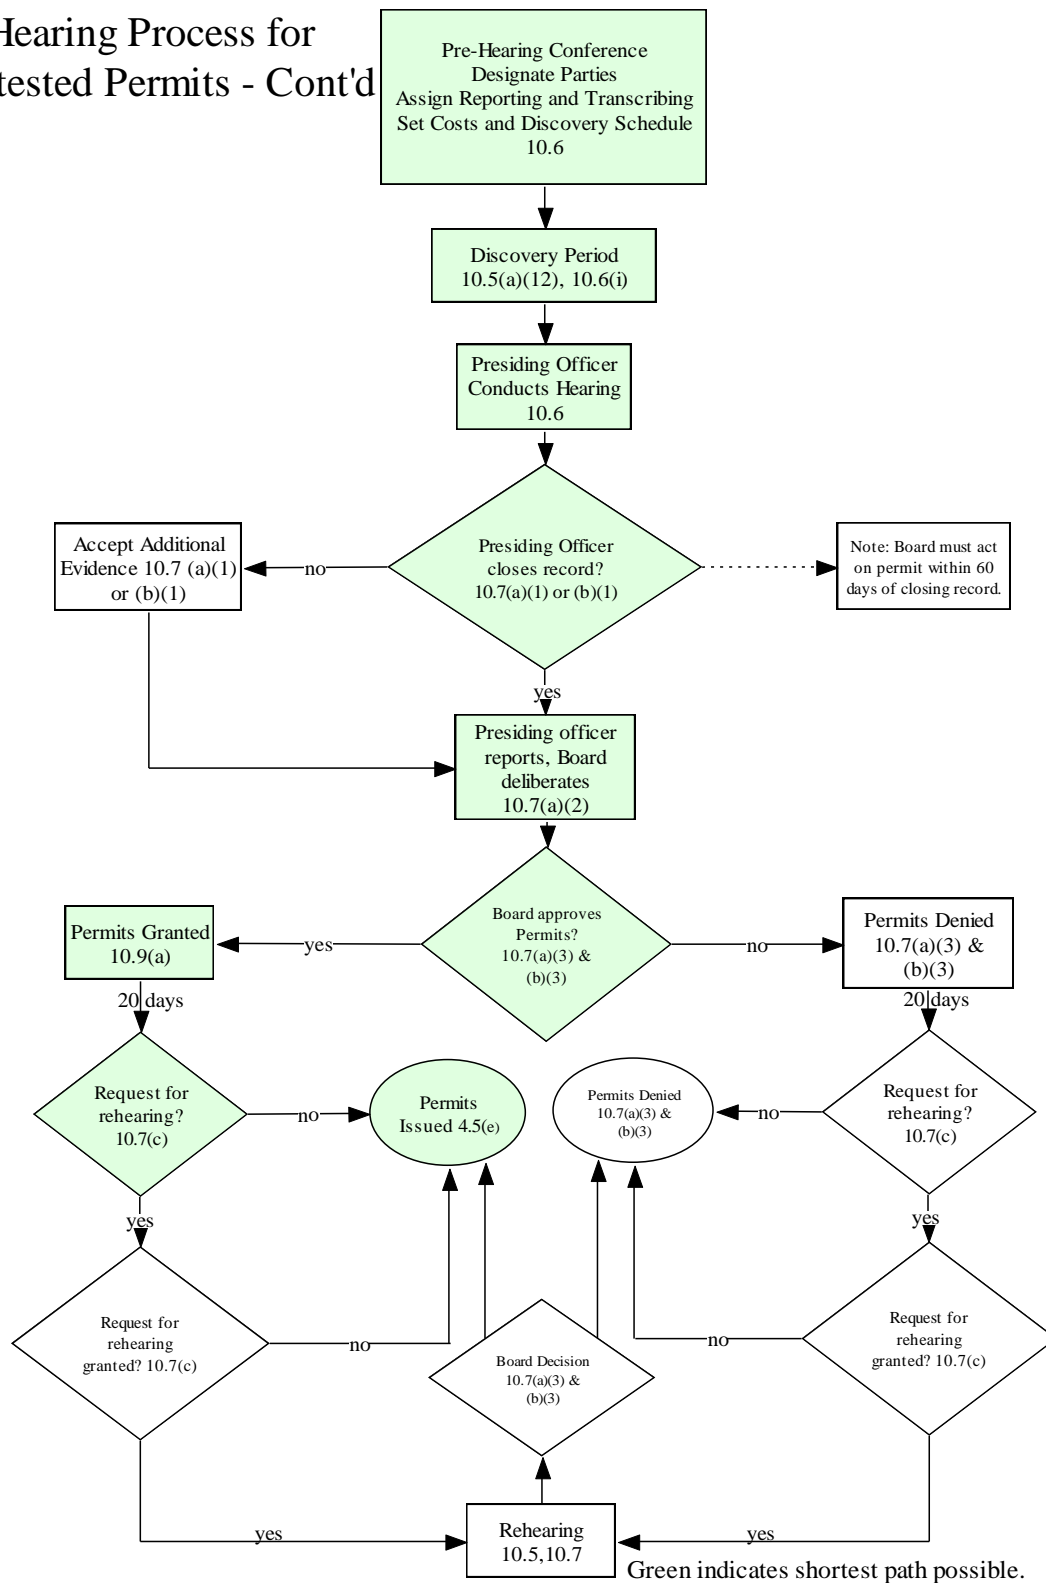 Hearing Process for
tested Permits - Cont'd
Pre-Hearing Conference
Designate Parties
Assign Reporting and Transcribing
Set Costs and Discovery Schedule
10.6
Discovery Period
10.5(a)(12), 10.6(i)
Presiding Officer
Conducts Hearing
10.6
Presiding Officer
closes record?
10.7(a)(1) or (b)(1)
no
Accept Additional
Evidence 10.7 (a)(1)
or (b)(1)
Note: Board must act
on permit within 60
days of closing record.
yes
Presiding officer
reports, Board
deliberates
10.7(a)(2)
Board approves
Permits?
10.7(a)(3) &
(b)(3)
yes
Permits Granted
10.9(a)
no
Permits Denied
10.7(a)(3) &
(b)(3)
20 days
20 days
Request for
rehearing?
10.7(c)
no
Permits
Issued 4.5(e)
Permits Denied
10.7(a)(3) &
(b)(3)
no
Request for
rehearing?
10.7(c)
yes
yes
Request for
rehearing
granted? 10.7(c)
no
Board Decision
10.7(a)(3) &
(b)(3)
no
Request for
rehearing
granted? 10.7(c)
yes
Rehearing
10.5,10.7
yes
Green indicates shortest path possible.